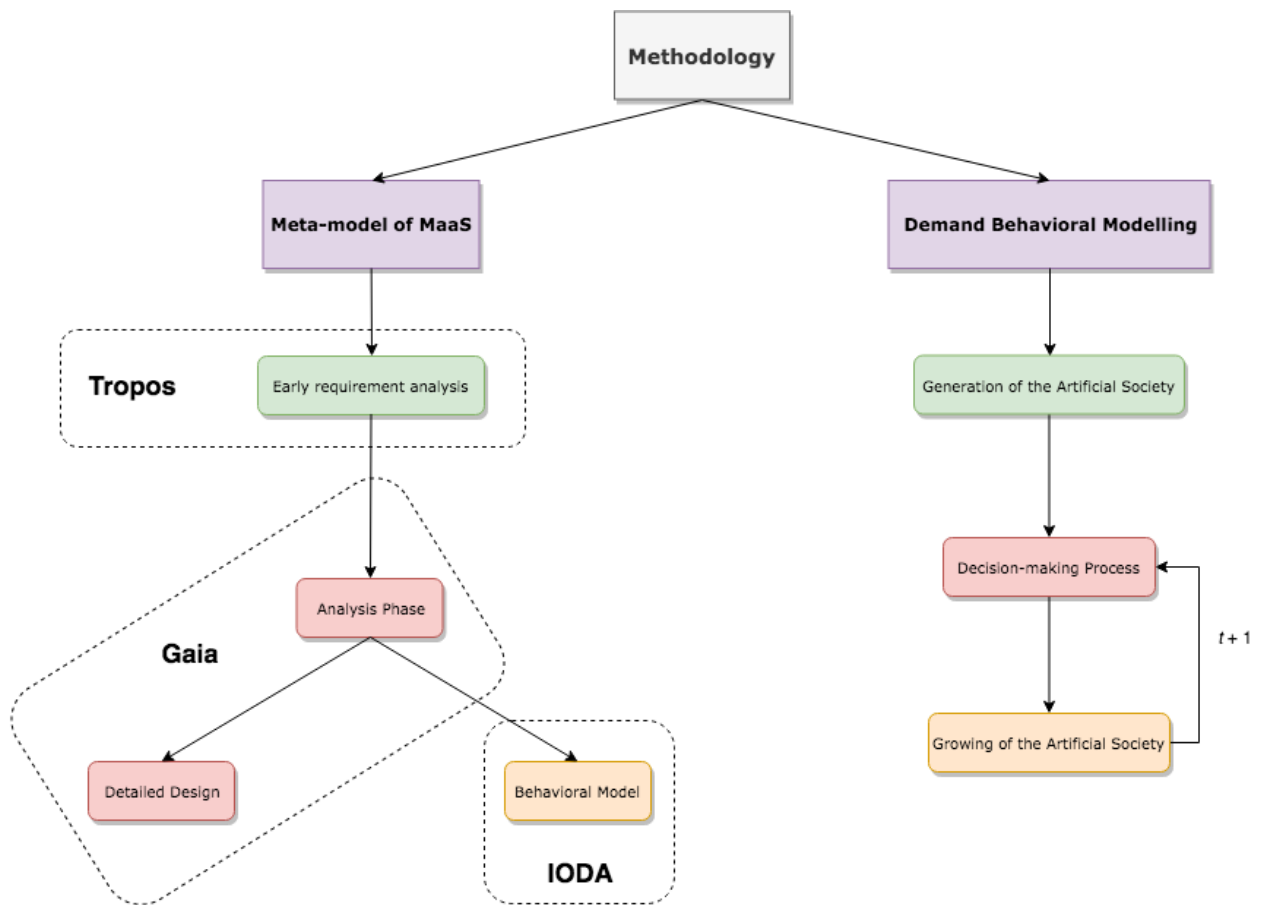 Methodology
Meta-model of MaaS
Demand Behavioral Modelling
Tropos
Early requirement analysis
Generation of the Artificial Society
Decision-making Process
Analysis Phase
t + 1
Gaia
Growing of the Artificial Society
Detailed Design
Behavioral Model
IODA